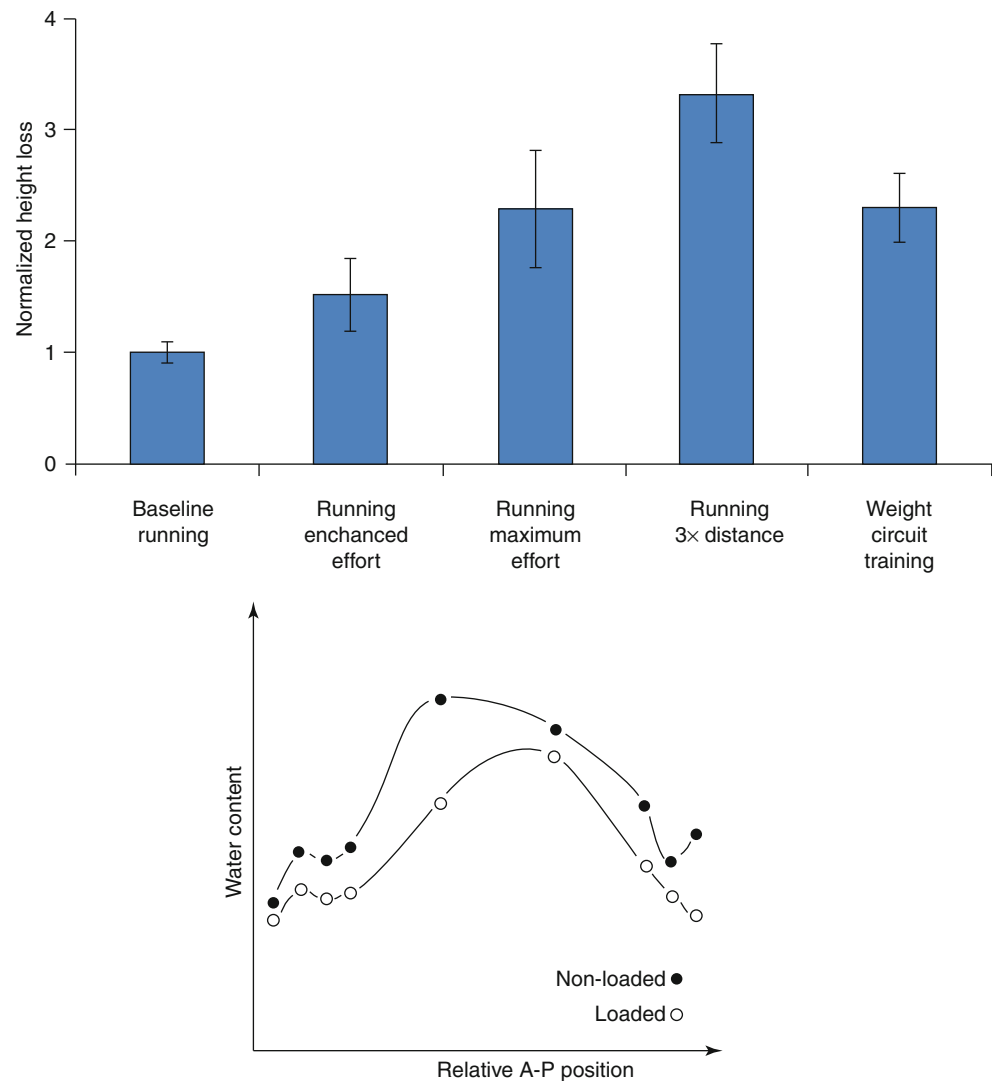 4
3
2
1
0
Normalized height loss
Baseline
running
Running
enchanced
effort
Running
maximum
effort
Running
3× distance
Weight
circuit
training
Water content
Non-loaded
Loaded
Relative A-P position